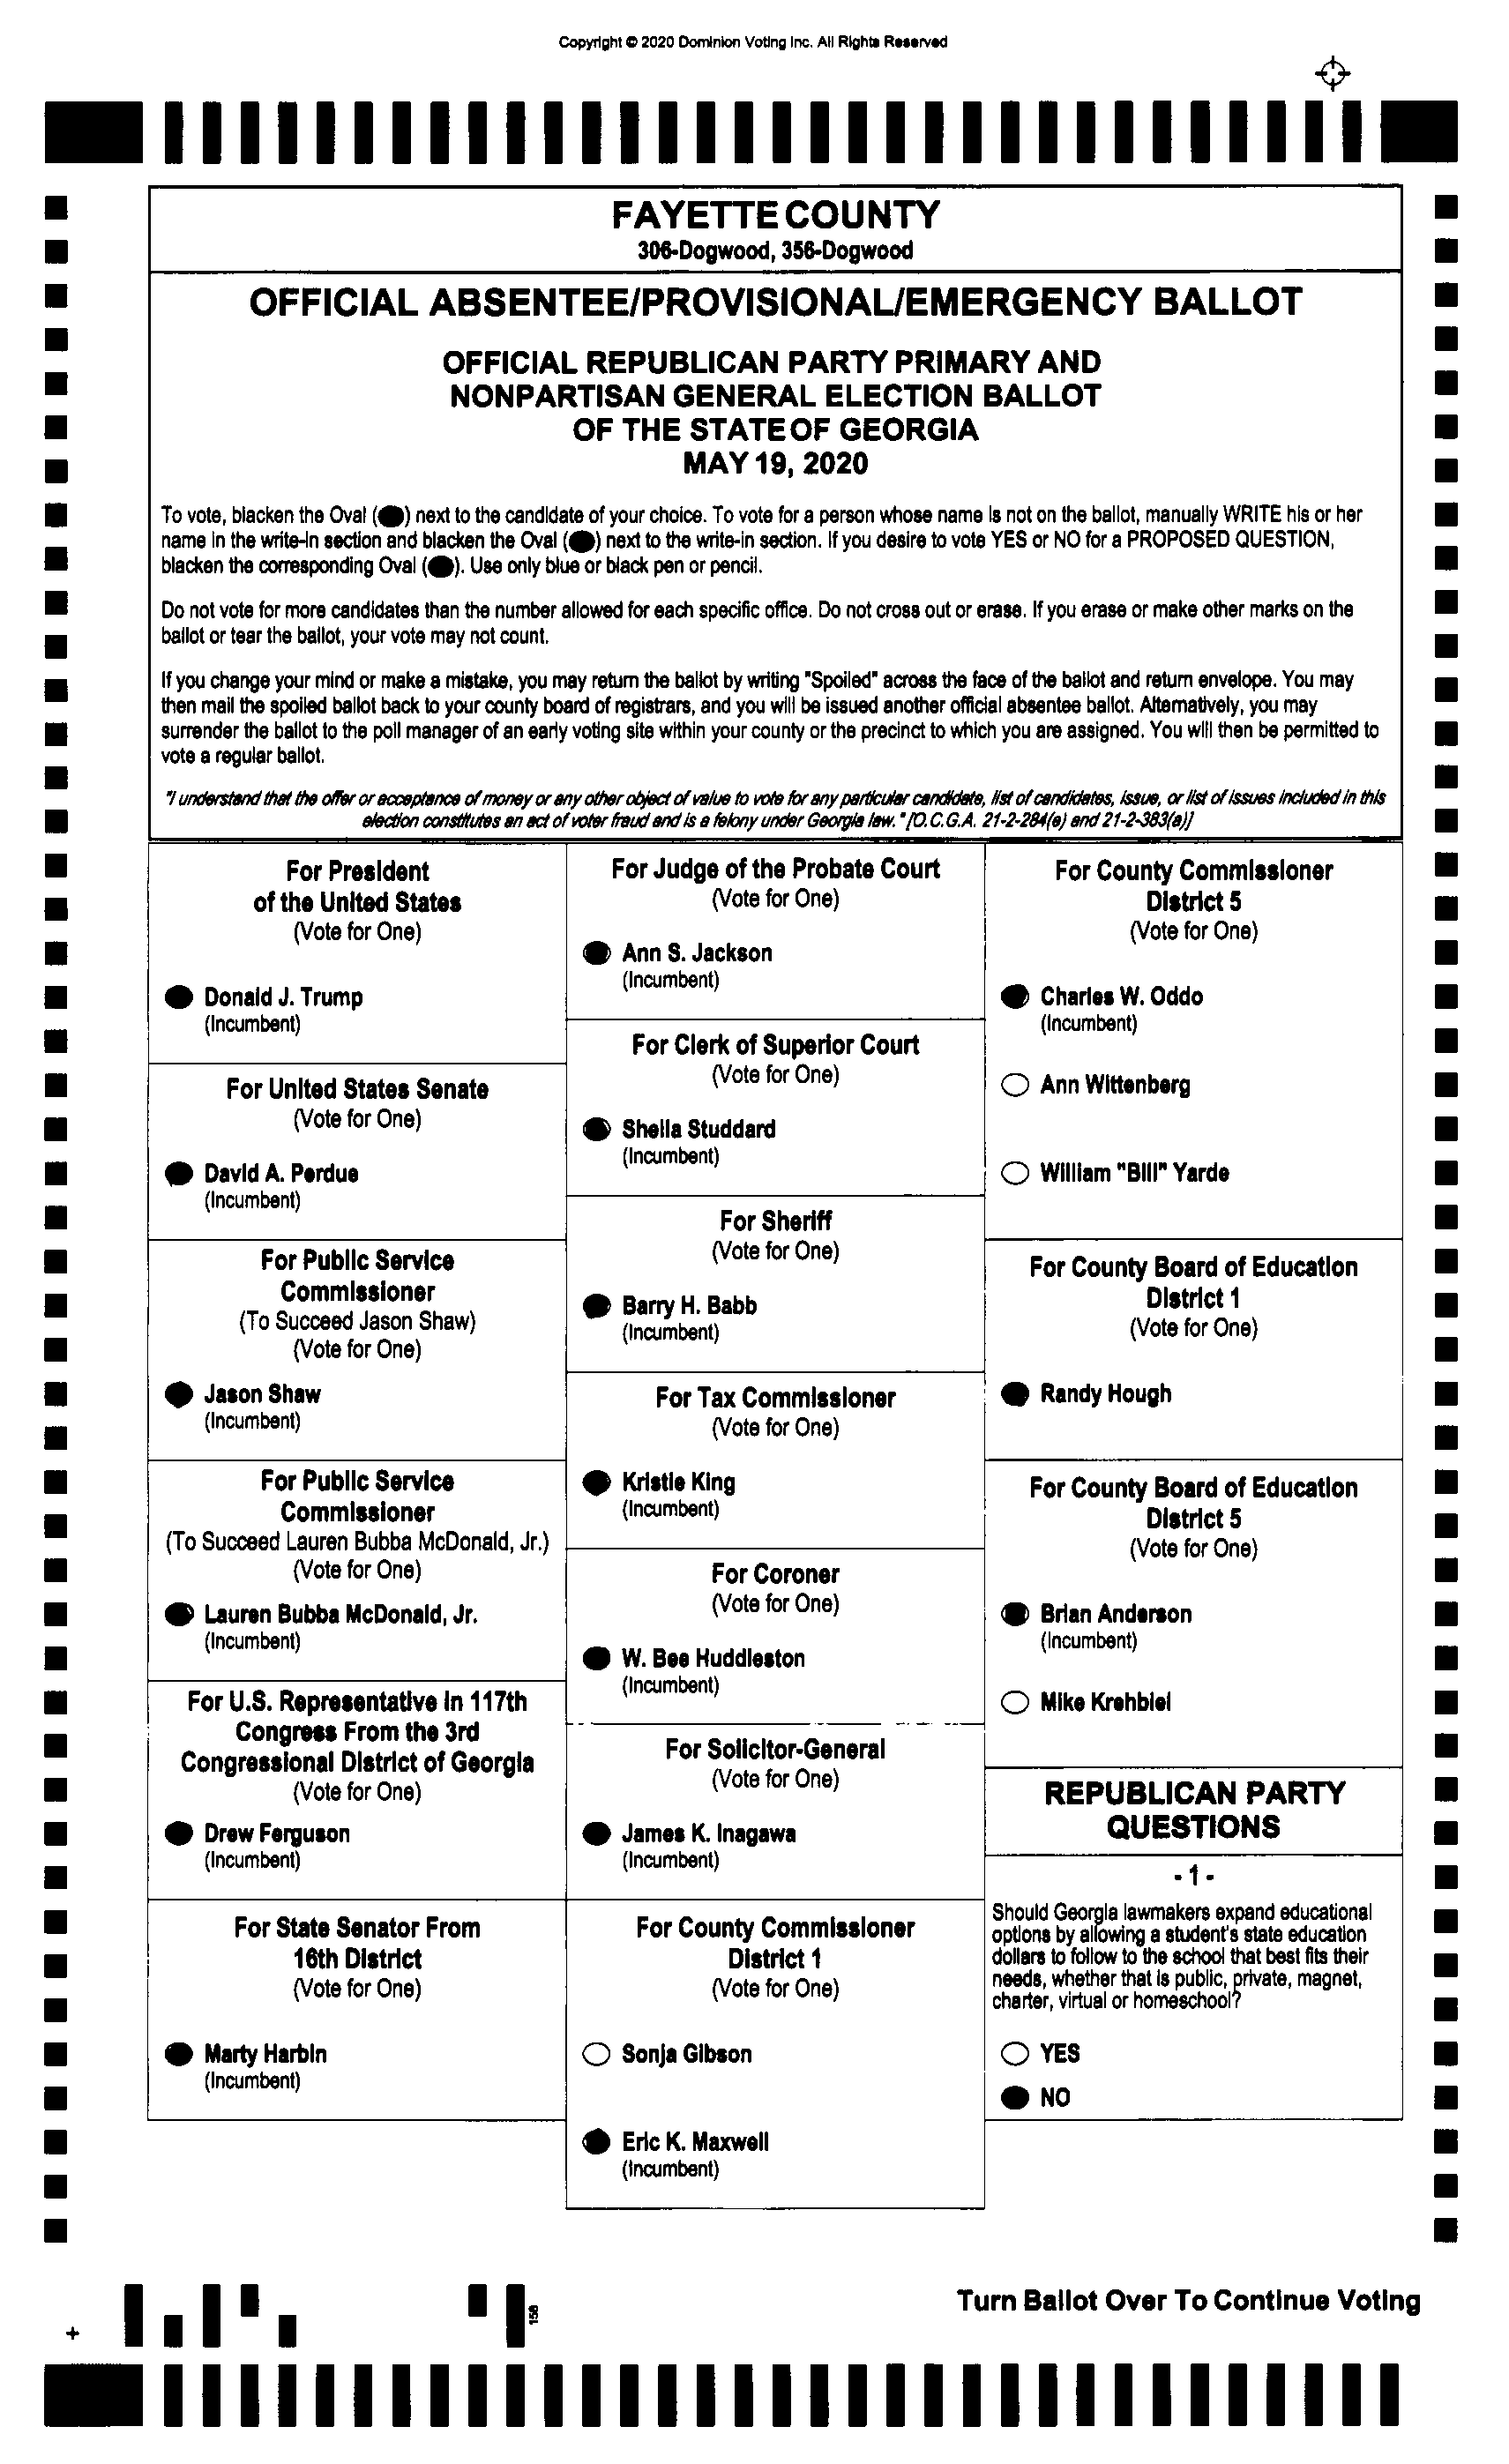 Copyright © 2020 Dominion Voting Inc. All Rights Reserved
FAYETTE COUNTY
306-Dogwood, 356-Dogwood
OFFICIAL ABSENTEE/PROVISIONAL/EMERGENCY BALLOT
OFFICIAL REPUBLICAN PARTY PRIMARY AND
NONPARTISAN GENERAL ELECTION BALLOT
OF THE STATE OF GEORGIA
MAY 19, 2020
To vote, blacken the Oval ( ) next to the candidate of your choice. To vote for a person whose name is not on the ballot, manually WRITE his or her
name in the write-in section and blacken the Oval ( ) next to the write-in section. If you desire to vote YES or NO for a PROPOSED QUESTION,
blacken the corresponding Oval ( ). Use only blue or black pen or pencil.
Do not vote for more candidates than the number allowed for each specific office. Do not cross out or erase. If you erase or make other marks on the
ballot or tear the ballot, your vote may not count.
If you change your mind or make a mistake, you may return the ballot by writing "Spoiled" across the face of the ballot and return envelope. You may
then mail the spoiled ballot back to your county board of registrars, and you will be issued another official absentee ballot. Alternatively, you may
surrender the ballot to the poll manager of an early voting site within your county or the precinct to which you are assigned. You will then be permitted to
vote a regular ballot.
"I understand that the offer or acceptance of money or any other object of value to vote for any particular candidate, list of candidates, issue, or list of issues included in this
election constitutes an act of voter fraud and is a felony under Georgia law." [O.C.G.A. 21-2-284(e) and 21-2-383(a)]
For President
of the United States
(Vote for One)
Donald J. Trump
(Incumbent)
For United States Senate
(Vote for One)
David A. Perdue
(Incumbent)
For Public Service
Commissioner
(To Succeed Jason Shaw)
(Vote for One)
Jason Shaw
(Incumbent)
For Public Service
Commissioner
(To Succeed Lauren Bubba McDonald, Jr.)
(Vote for One)
Lauren Bubba McDonald, Jr.
(Incumbent)
For U.S. Representative in 117th
Congress From the 3rd
Congressional District of Georgia
(Vote for One)
Drew Ferguson
(Incumbent)
For State Senator From
16th District
(Vote for One)
Marty Harbin
(Incumbent)
For Judge of the Probate Court
(Vote for One)
Ann S. Jackson
(Incumbent)
For Clerk of Superior Court
(Vote for One)
Sheila Studdard
(Incumbent)
For Sheriff
(Vote for One)
Barry H. Babb
(Incumbent)
For Tax Commissioner
(Vote for One)
Kristie King
(Incumbent)
For Coroner
(Vote for One)
W. Bee Huddleston
(Incumbent)
For Solicitor-General
(Vote for One)
James K. Inagawa
(Incumbent)
For County Commissioner
District 1
(Vote for One)
Sonja Gibson
Eric K. Maxwell
(Incumbent)
For County Commissioner
District 5
(Vote for One)
Charles W. Oddo
(Incumbent)
Ann Wittenberg
William "Bill" Yarde
For County Board of Education
District 1
(Vote for One)
Randy Hough
For County Board of Education
District 5
(Vote for One)
Brian Anderson
(Incumbent)
Mike Krehbiel
REPUBLICAN PARTY
QUESTIONS
- 1 -
Should Georgia lawmakers expand educational
options by allowing a student's state education
dollars to follow to the school that best fits their
needs, whether that is public, private, magnet,
charter, virtual or homeschool?
YES
NO
Turn Ballot Over To Continue Voting
156